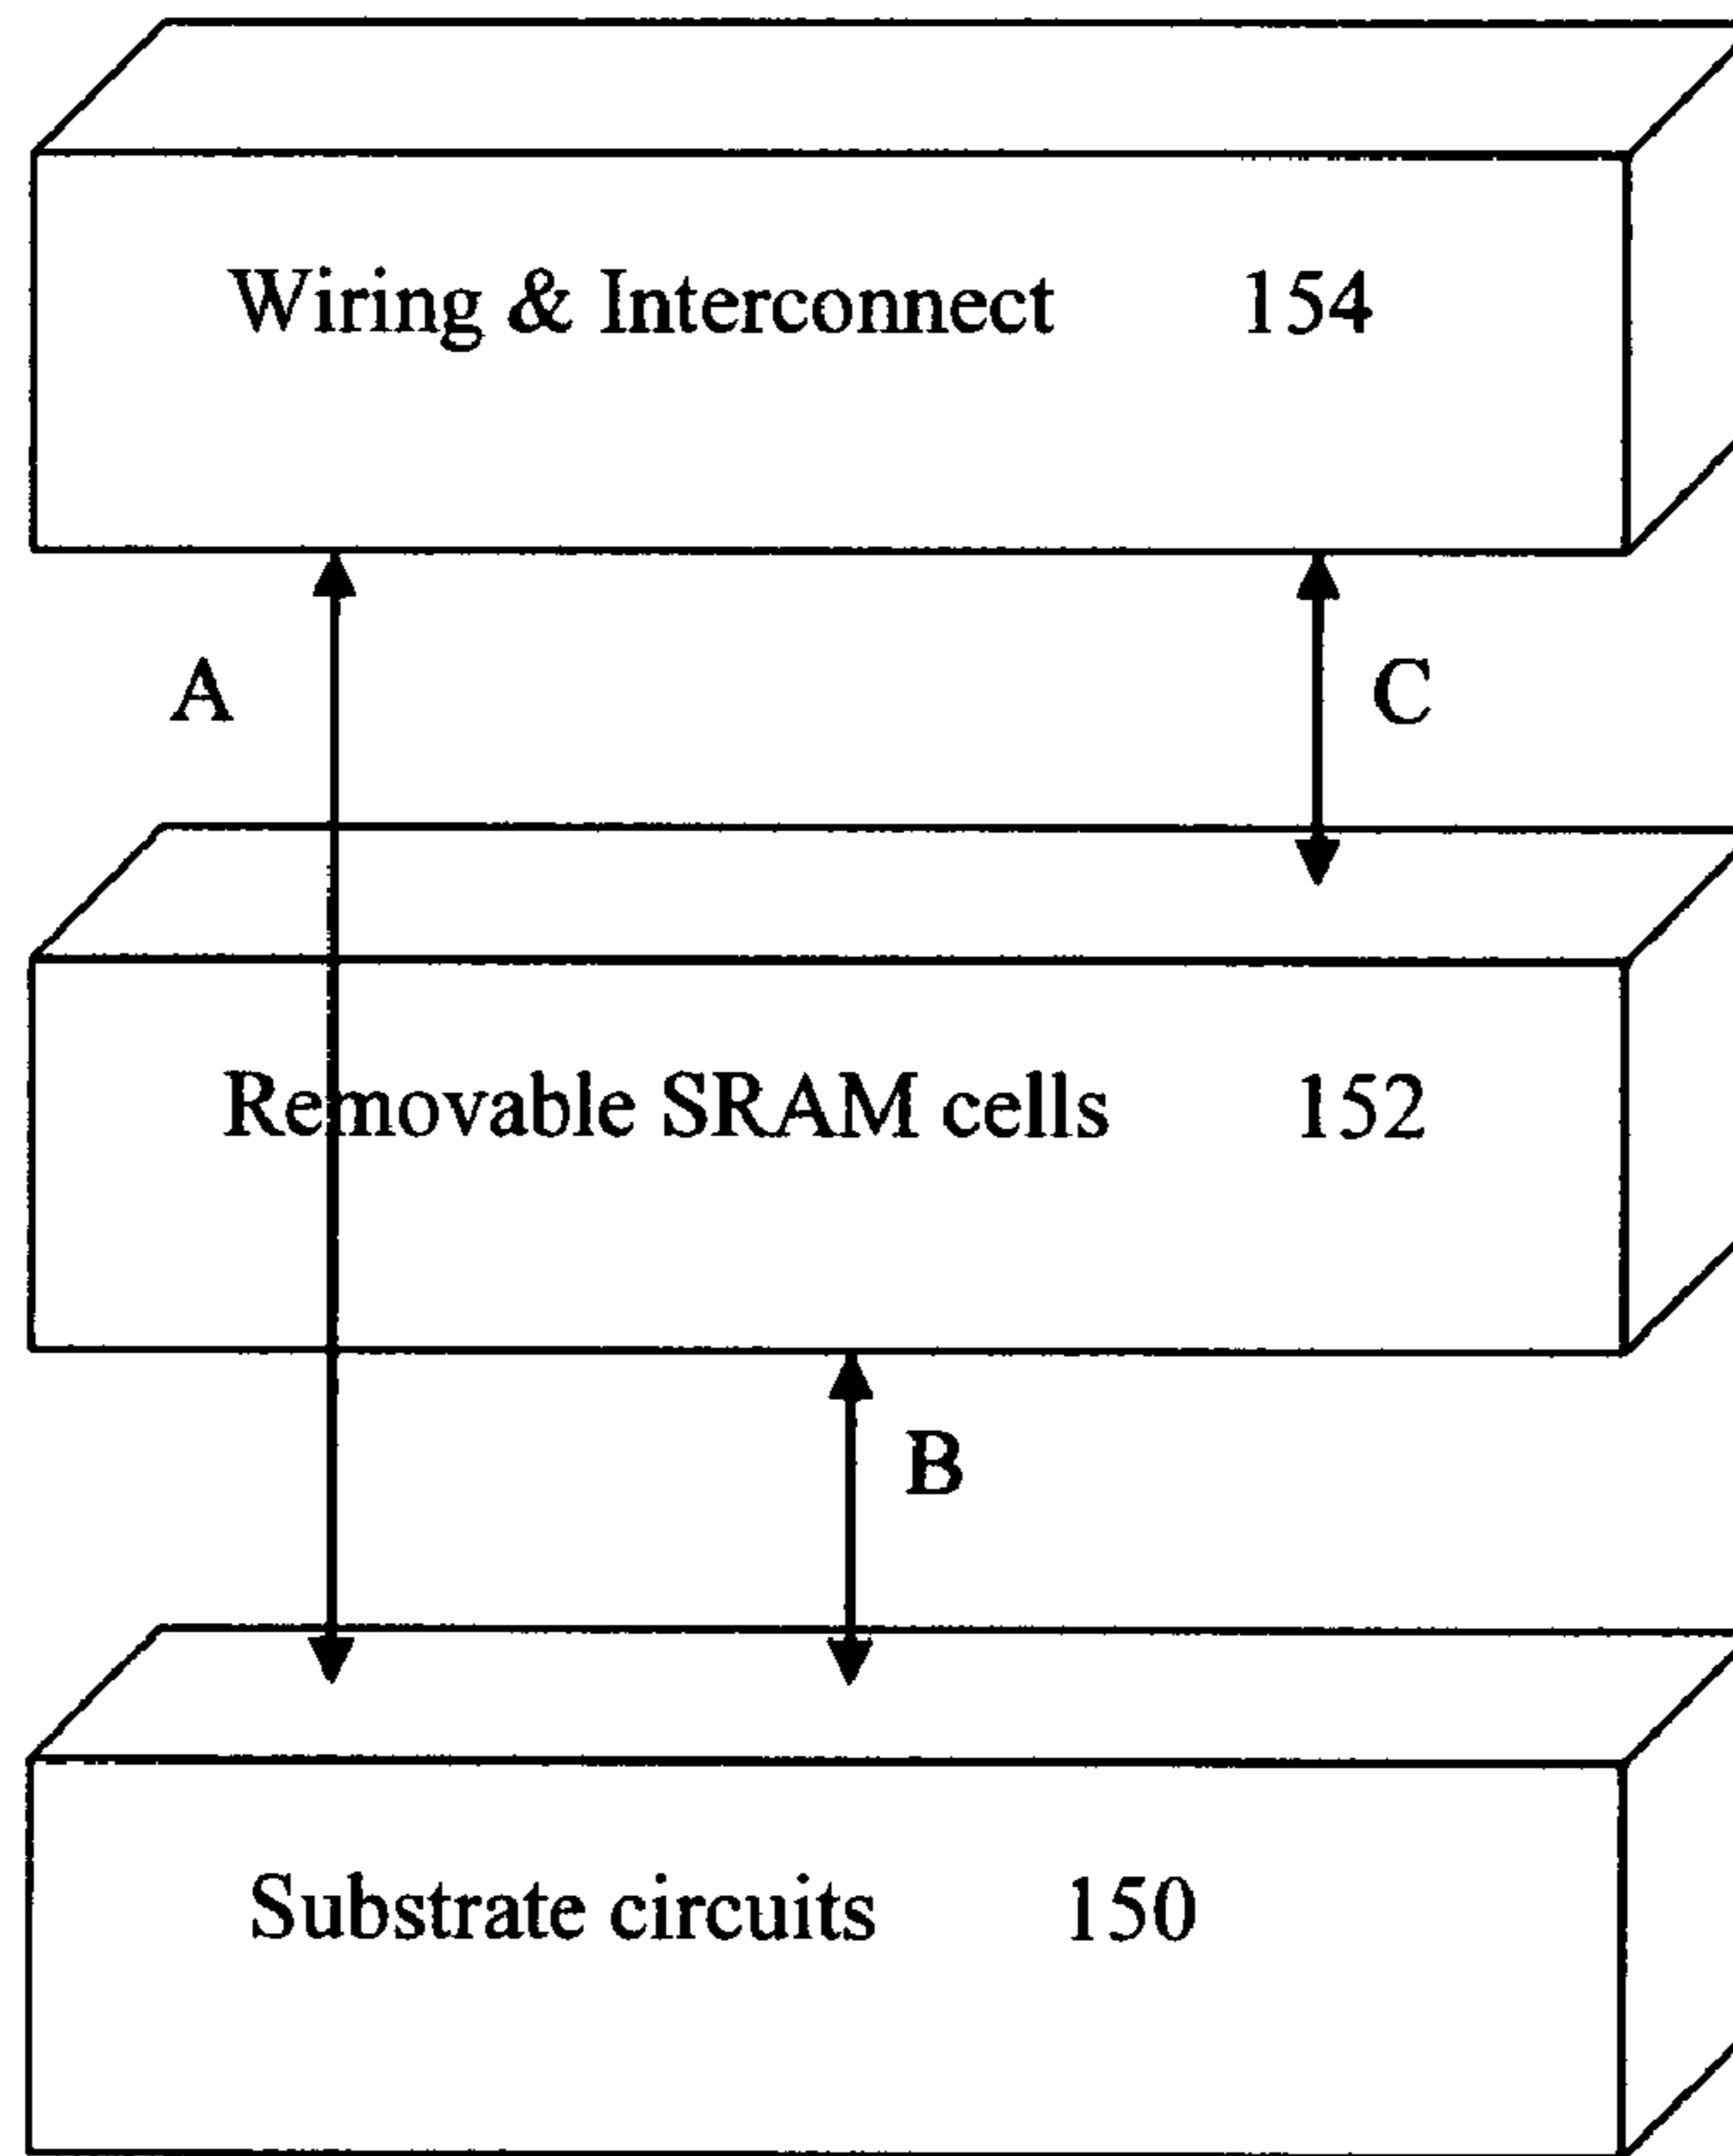 Wiring & Interconnect 154
A
C
Removable SRAM cells 152
B
Substrate circuits 150